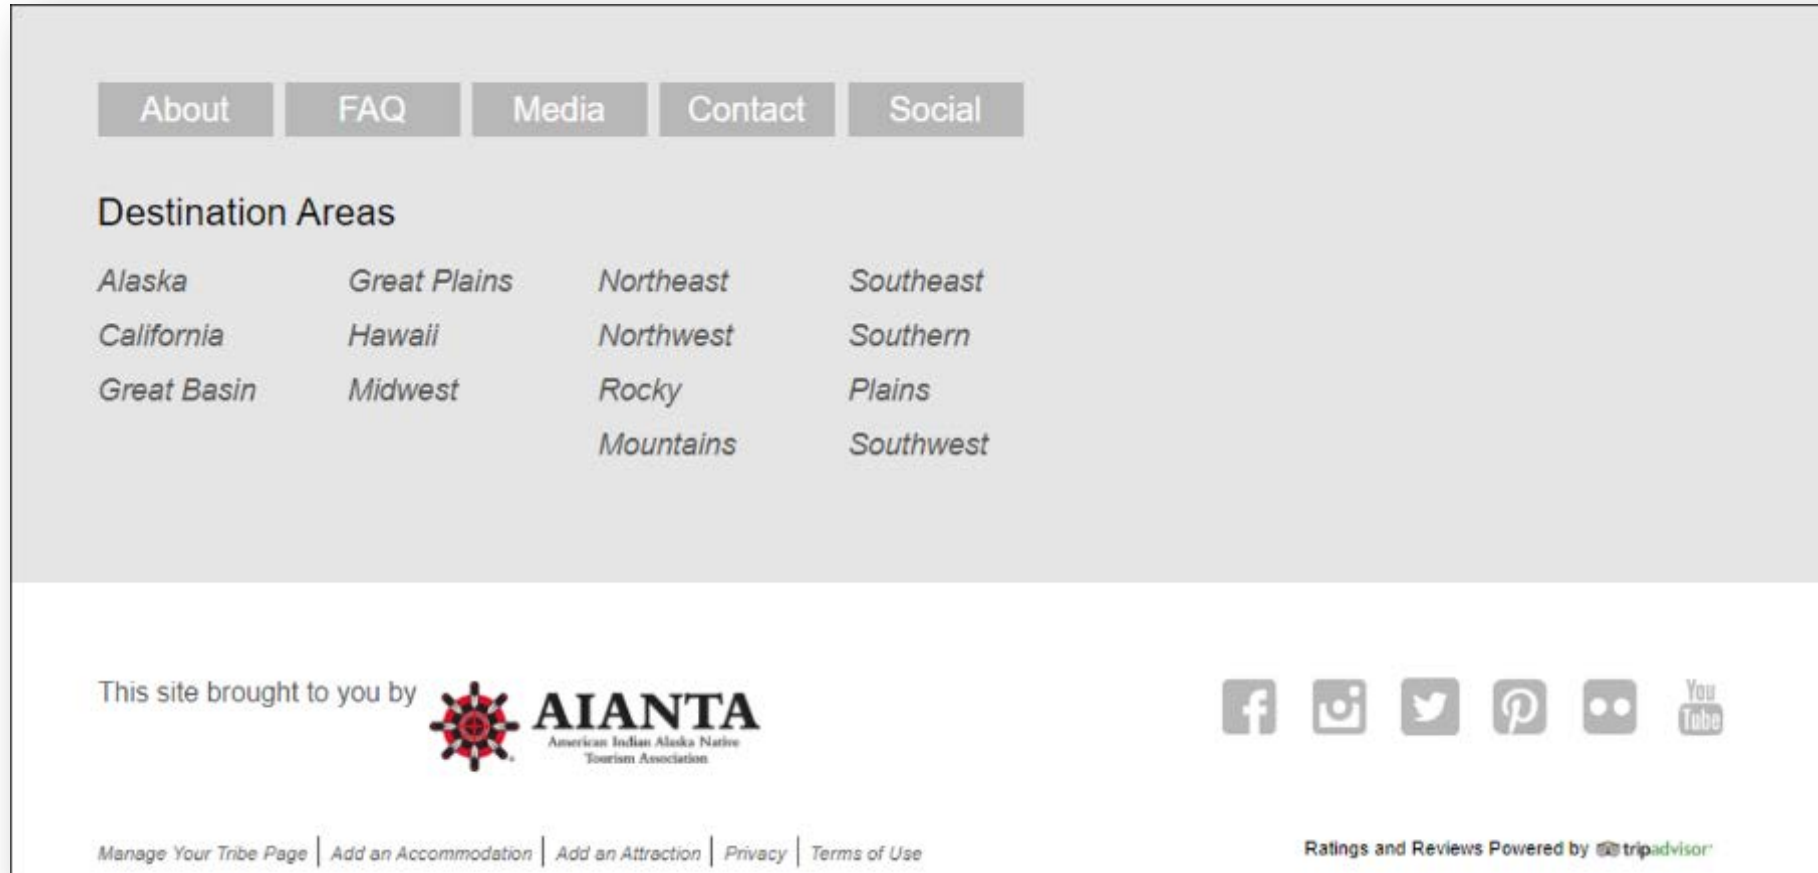 About FAQ Media Contact Social
Destination Areas
Alaska Great Plains Northeast Southeast
California Hawaii Northwest Southern
Great Basin Midwest Rocky Plains
Mountains Southwest
This site brought to you by
AIANTA
American Indian Alaska Native
Tourism Association
You
Tube
Manage Your Tribe Page | Add an Accommodation | Add an Attraction | Privacy | Terms of Use
Ratings and Reviews Powered by tripadvisor